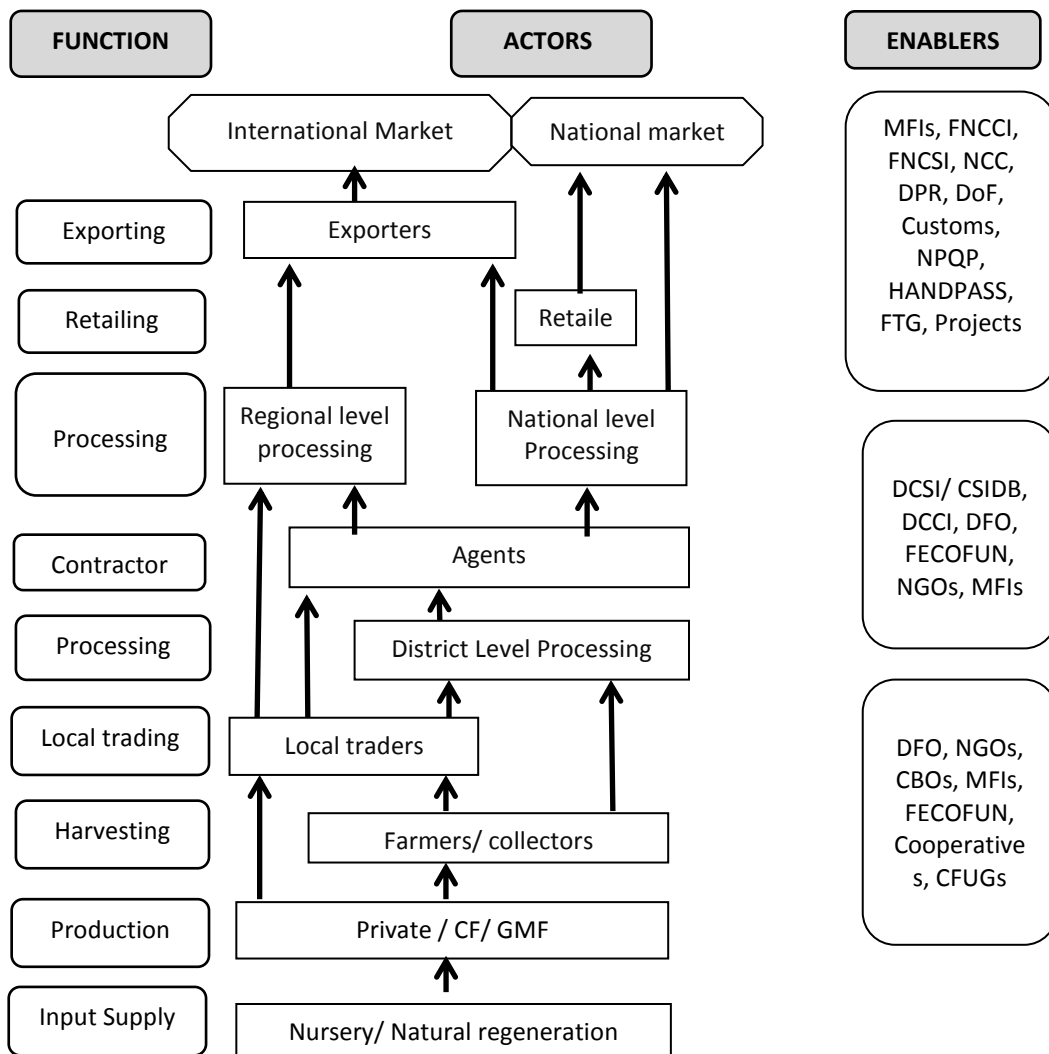 FUNCTION
ACTORS
ENABLERS
International Market
National market
MFIs, FNCCI,
FNCSI, NCC,
DPR, DoF,
Customs,
NPQP,
HANDPASS,
FTG, Projects
Exporting
Exporters
Retailing
Retaile
Processing
Regional level
processing
National level
Processing
DCSI/ CSIDB,
DCCI, DFO,
FECOFUN,
NGOs, MFIs
Contractor
Agents
Processing
District Level Processing
Local trading
Local traders
DFO, NGOs,
CBOs, MFIs,
FECOFUN,
Cooperative
s, CFUGs
Harvesting
Farmers/ collectors
Production
Private / CF/ GMF
Input Supply
Nursery/ Natural regeneration